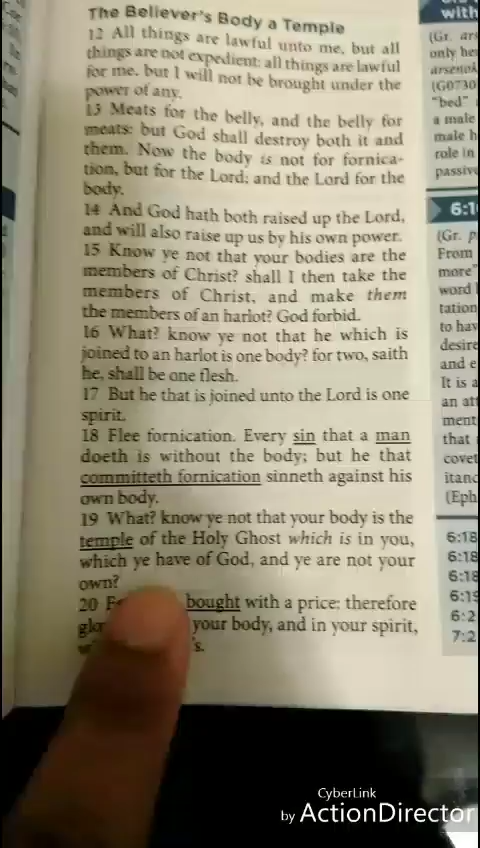 The Believer's Body a Temple
12 All things are lawful unto me, but all
things are not expedient: all things are lawful
for me, but I will not be brought under the
power of any.
13 Meats for the belly, and the belly for
meats: but God shall destroy both it and
them. Now the body is not for fornica-
tion, but for the Lord; and the Lord for the
body.
14 And God hath both raised up the Lord,
and will also raise up us by his own power.
15 Know ye not that your bodies are the
members of Christ? shall I then take the
members of Christ, and make them
the members of an harlot? God forbid.
16 What? know ye not that he which is
joined to an harlot is one body? for two, saith
he, shall be one flesh.
17 But he that is joined unto the Lord is one
spirit.
18 Flee fornication. Every sin that a man
doeth is without the body; but he that
committeth fornication sinneth against his
own body.
19 What? know ye not that your body is the
temple of the Holy Ghost which is in you,
which ye have of God, and ye are not your
own?
20 bought with a price: therefore
your body, and in your spirit,
with
(Gr.
only
(G0730
"bed"
a male
male
role in
(Gr.
From
more"
word
to
desire
and e
It is a
an
that
(Eph
6:18
6:18
6:18
6:19
6:2
7:2
CyberLink
by ActionDirector